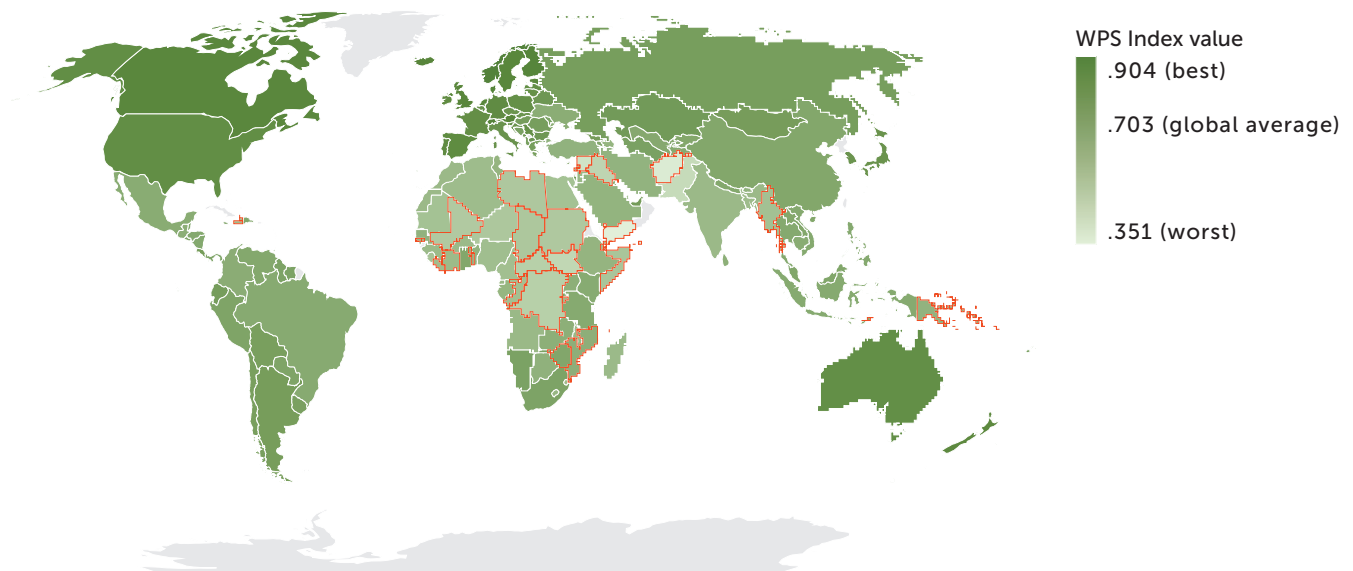 WPS Index value
.904 (best)
.703 (global average)
.351 (worst)